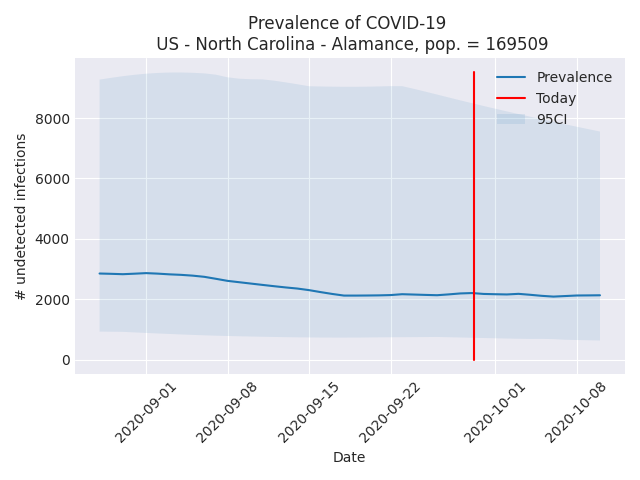 Prevalence of COVID-19
US - North Carolina - Alamance, pop. = 169509
Prevalence
Today
95CI
# undetected infections
8000
6000
4000
2000
0
2020-09-01
2020-09-08
2020-09-15
2020-09-22
2020-10-01
2020-10-08
Date